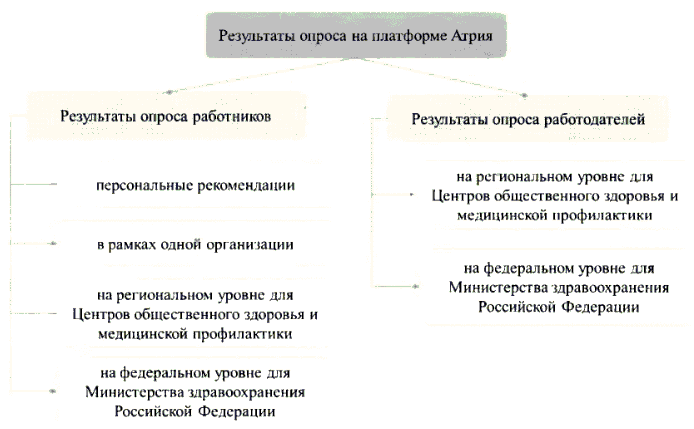 Результаты опроса на платформе Атрия
Результаты опроса работников
персональные рекомендации
в рамках одной организации
на региональном уровне для
Центров общественного здоровья и
медицинской профилактики
на федеральном уровне для
Министерства здравоохранения
Российской Федерации
Результаты опроса работодателей
на региональном уровне для
Центров общественного здоровья и
медицинской профилактики
на федеральном уровне для
Министерства здравоохранения
Российской Федерации